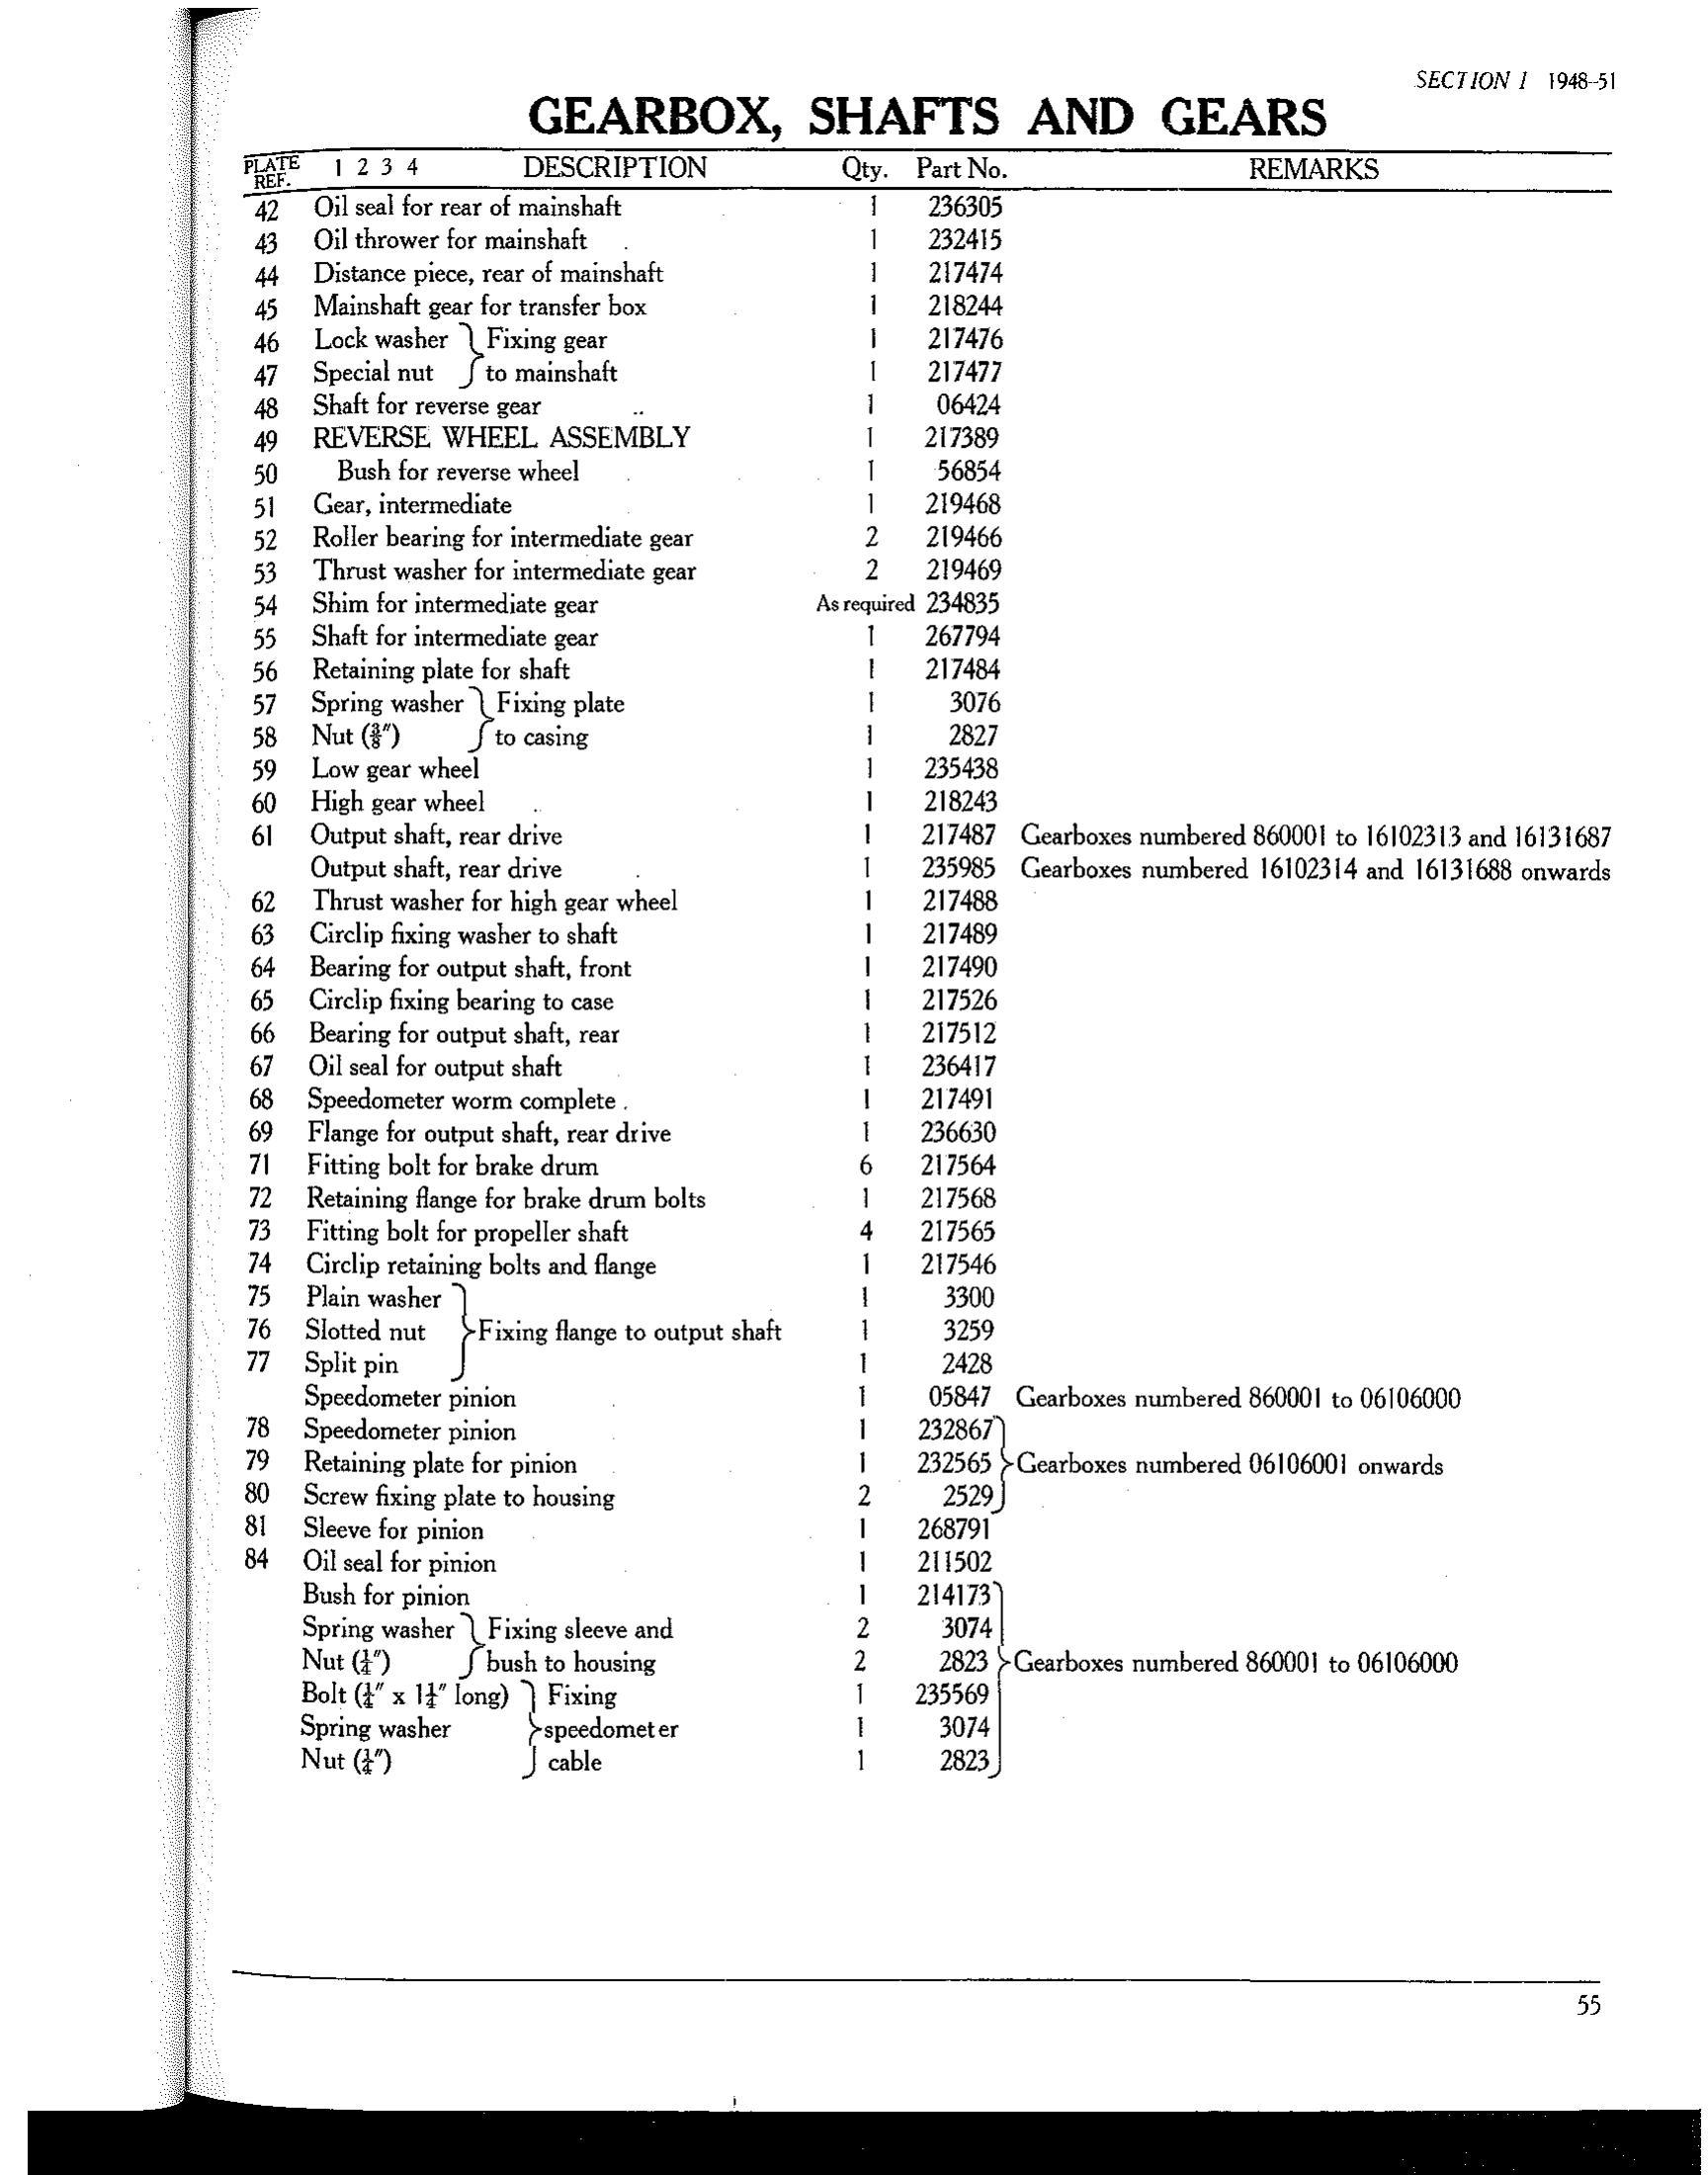 SECTION 1 1948-51
GEARBOX, SHAFTS AND GEARS
PLATE REF. 1 2 3 4 DESCRIPTION Qty. Part No. REMARKS
42 Oil seal for rear of mainshaft 1 236305
43 Oil thrower for mainshaft 1 232415
44 Distance piece, rear of mainshaft 1 217474
45 Mainshaft gear for transfer box 1 218244
46 Lock washer } Fixing gear 1 217476
47 Special nut } to mainshaft 1 217477
48 Shaft for reverse gear .. 1 06424
49 REVERSE WHEEL ASSEMBLY 1 217389
50 Bush for reverse wheel 1 56854
51 Gear, intermediate 1 219468
52 Roller bearing for intermediate gear 2 219466
53 Thrust washer for intermediate gear 2 219469
54 Shim for intermediate gear As required 234835
55 Shaft for intermediate gear 1 267794
56 Retaining plate for shaft 1 217484
57 Spring washer } Fixing plate 1 3076
58 Nut (⅜″) } to casing 1 2827
59 Low gear wheel 1 235438
60 High gear wheel 1 218243
61 Output shaft, rear drive 1 217487 Gearboxes numbered 860001 to 16102313 and 16131687
Output shaft, rear drive 1 235985 Gearboxes numbered 16102314 and 16131688 onwards
62 Thrust washer for high gear wheel 1 217488
63 Circlip fixing washer to shaft 1 217489
64 Bearing for output shaft, front 1 217490
65 Circlip fixing bearing to case 1 217526
66 Bearing for output shaft, rear 1 217512
67 Oil seal for output shaft 1 236417
68 Speedometer worm complete 1 217491
69 Flange for output shaft, rear drive 1 236630
71 Fitting bolt for brake drum 6 217564
72 Retaining flange for brake drum bolts 1 217568
73 Fitting bolt for propeller shaft 4 217565
74 Circlip retaining bolts and flange 1 217546
75 Plain washer 1 3300
76 Slotted nut } Fixing flange to output shaft 1 3259
77 Split pin 1 2428
Speedometer pinion 1 05847 Gearboxes numbered 860001 to 06106000
78 Speedometer pinion 1 232867
79 Retaining plate for pinion 1 232565 } Gearboxes numbered 06106001 onwards
80 Screw fixing plate to housing 2 2529
81 Sleeve for pinion 1 268791
84 Oil seal for pinion 1 211502
Bush for pinion 1 214173
Spring washer } Fixing sleeve and 2 3074
Nut (¼″) } bush to housing 2 2823 } Gearboxes numbered 860001 to 06106000
Bolt (¼″ x 1¼″ long) } Fixing 1 235569
Spring washer } speedometer 1 3074
Nut (¼″) } cable 1 2823
55